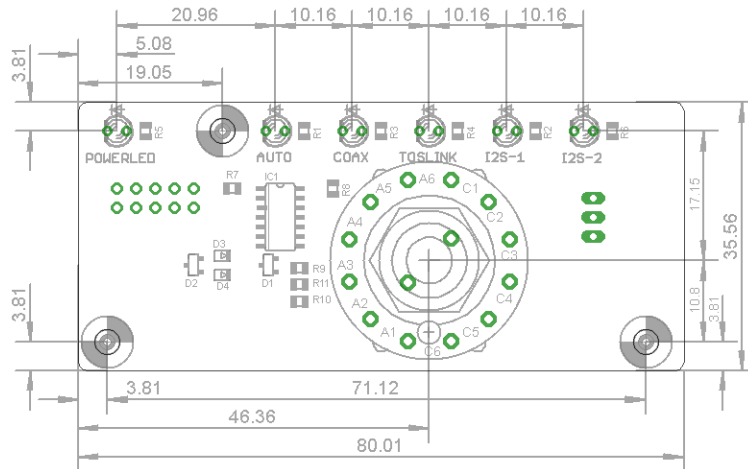 20.96 10.16 10.16 10.16 10.16
5.08
19.05
3.81
R5 R1 R3 R4 R2 R6
POWERLED AUTO COAX TOSLINK I2S-1 I2S-2
R7 IC1 R8 A5 A6 C1
C2
A4
C3
17.15
35.56
D3
D2 D4 D1
A3
R9
R11
R10
C4
A2 C5
A1 C6
10.8
3.81
3.81
3.81 71.12
46.36
80.01